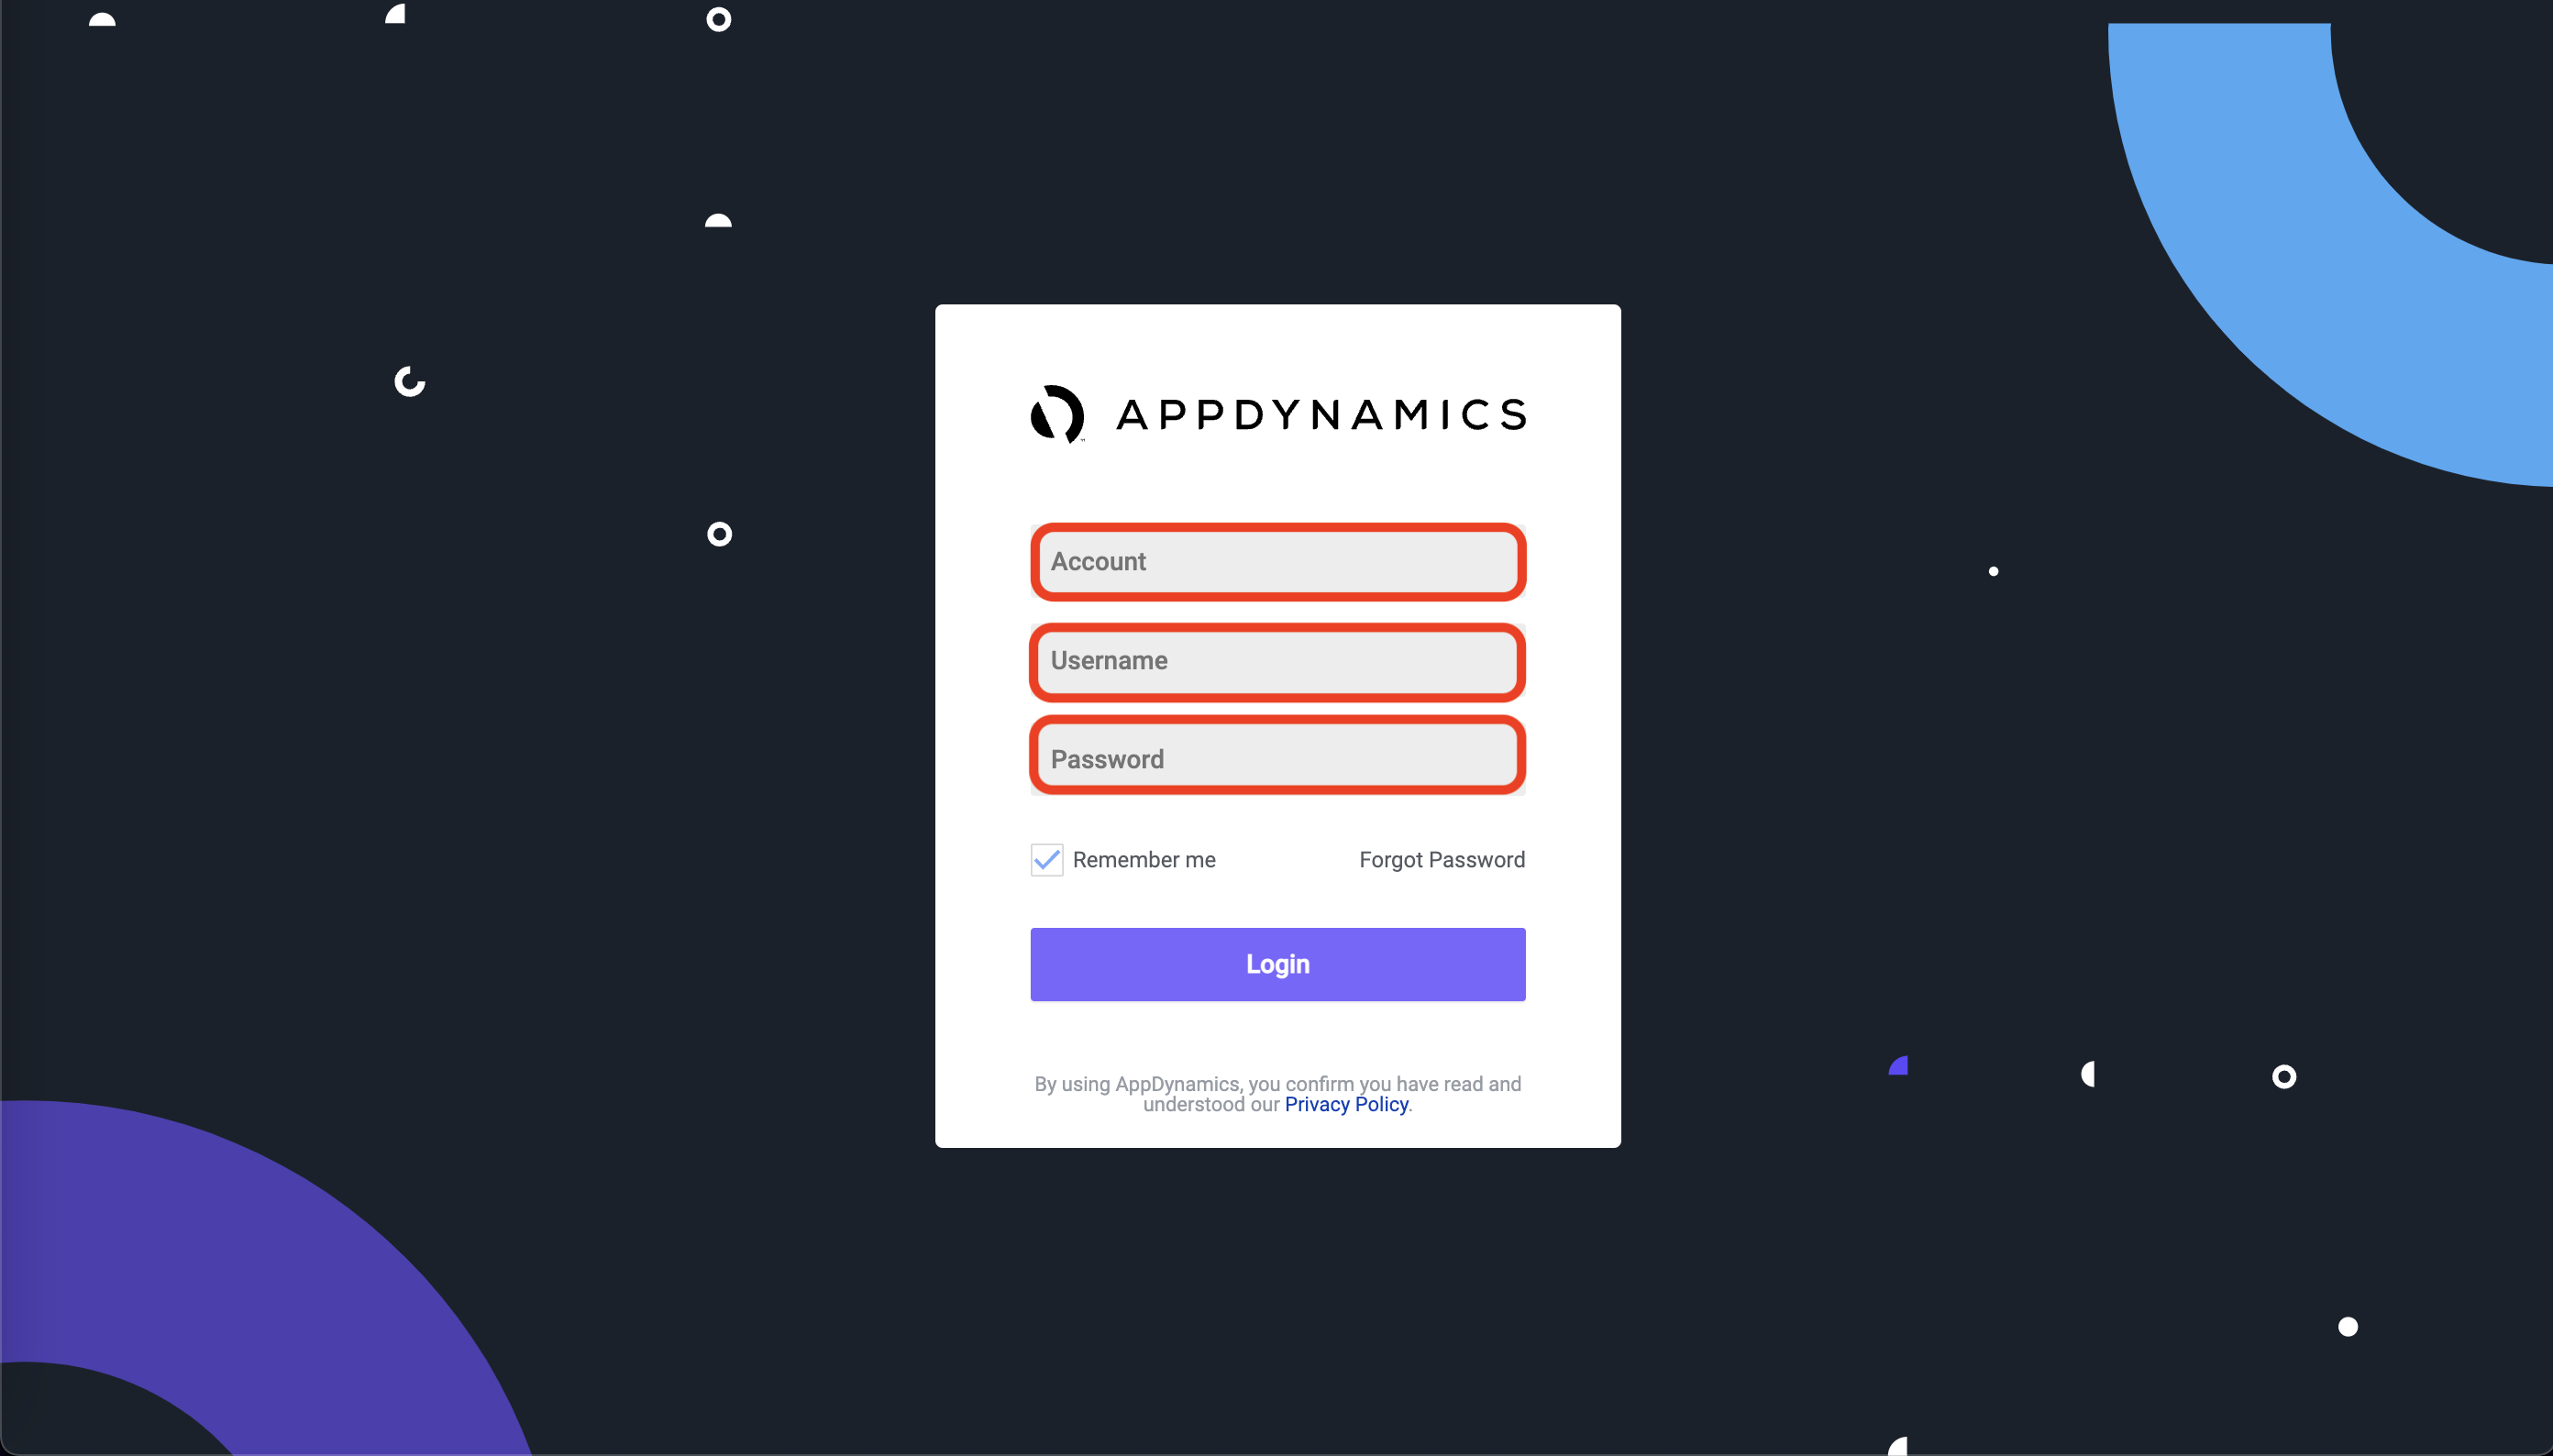 APPDYNAMICS
Account
Username
Password
Remember me
Forgot Password
Login
By using AppDynamics, you confirm you have read and
understood our Privacy Policy.